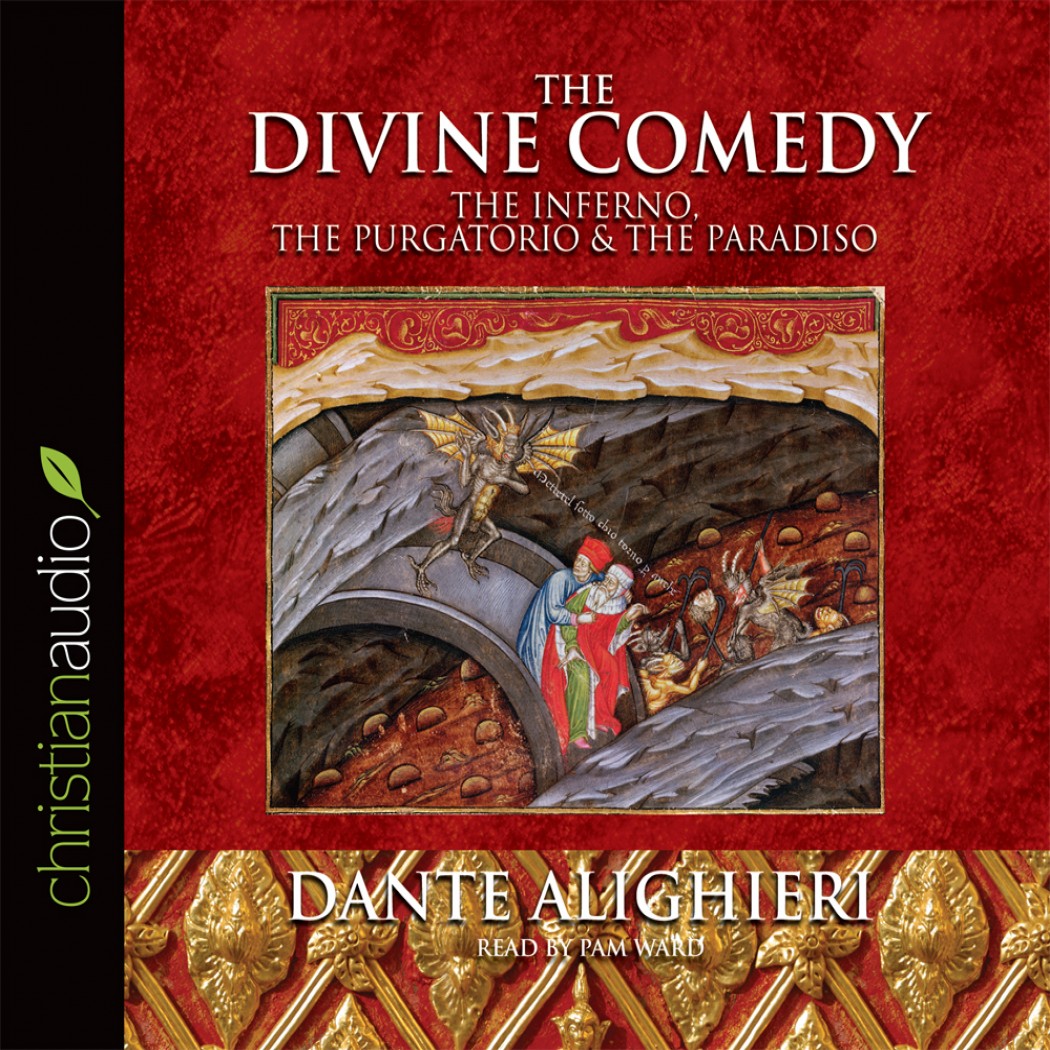 THE
DIVINE COMEDY
THE INFERNO,
THE PURGATORIO & THE PARADISO
DANTE ALIGHIERI
READ BY PAM WARD
christianaudio